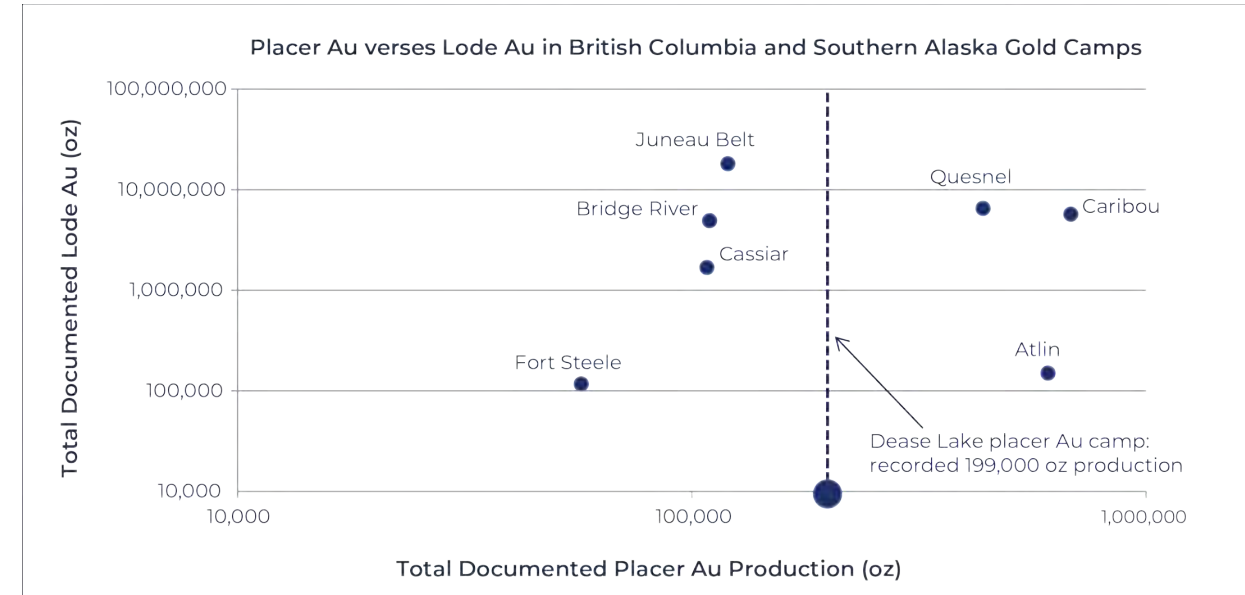 Placer Au verses Lode Au in British Columbia and Southern Alaska Gold Camps
Total Documented Lode Au (oz)
100,000,000
10,000,000
1,000,000
100,000
10,000
Juneau Belt
Quesnel
Caribou
Bridge River
Cassiar
Atlin
Fort Steele
Dease Lake placer Au camp:
recorded 199,000 oz production
10,000
100,000
1,000,000
Total Documented Placer Au Production (oz)